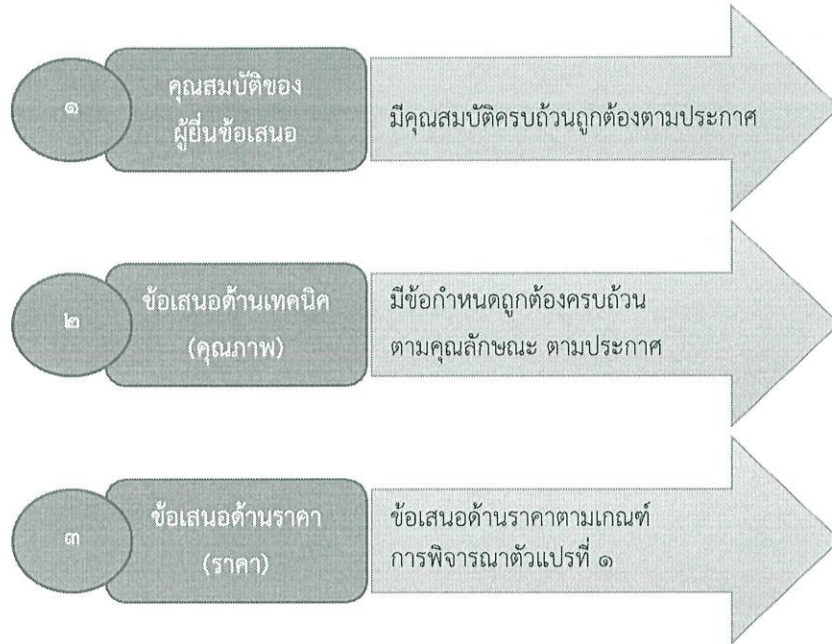 ๑
คุณสมบัติของ
ผู้ยื่นข้อเสนอ
มีคุณสมบัติครบถ้วนถูกต้องตามประกาศ
๒
ข้อเสนอด้านเทคนิค
(คุณภาพ)
มีข้อกำหนดถูกต้องครบถ้วน
ตามคุณลักษณะ ตามประกาศ
๓
ข้อเสนอด้านราคา
(ราคา)
ข้อเสนอด้านราคาตามเกณฑ์
การพิจารณาตัวแปรที่ ๑